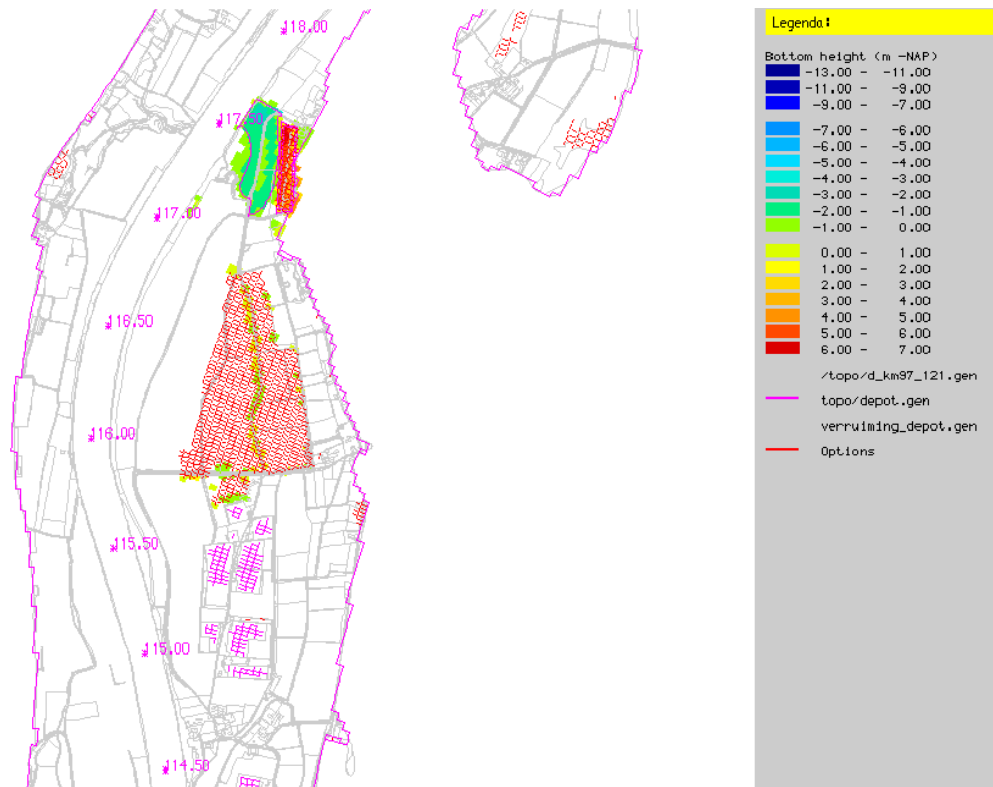 118.00
117.50
117.00
116.50
116.00
115.50
115.00
114.50
Legenda:
Bottom height (m -NAP)
-13.00 - -11.00
-11.00 - -9.00
-9.00 - -7.00
-7.00 - -6.00
-6.00 - -5.00
-5.00 - -4.00
-4.00 - -3.00
-3.00 - -2.00
-2.00 - -1.00
-1.00 - 0.00
0.00 - 1.00
1.00 - 2.00
2.00 - 3.00
3.00 - 4.00
4.00 - 5.00
5.00 - 6.00
6.00 - 7.00
/topo/d_km97_121.gen
topo/depot.gen
verruiming_depot.gen
Options